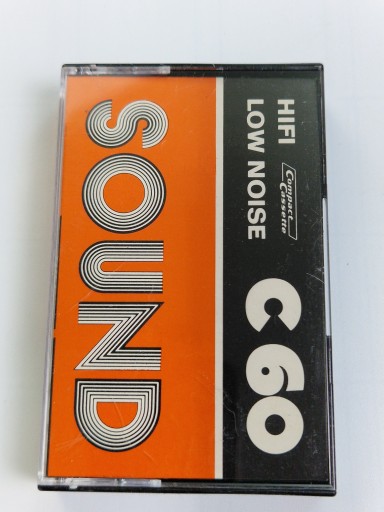 HIFI
LOW NOISE
Compact
Cassette
C 60
SOUND